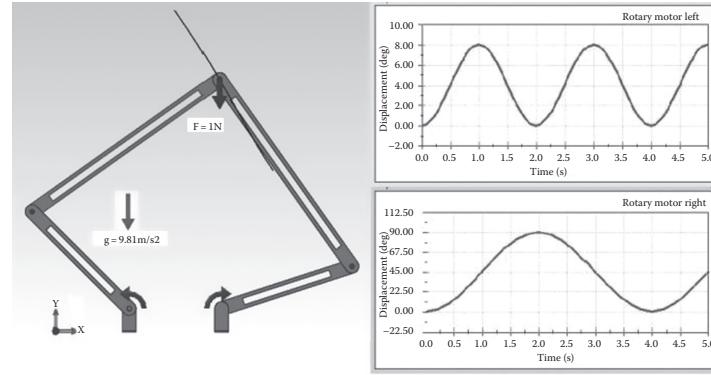 F = 1N
g = 9.81m/s2
Y
X
Rotary motor left
Displacement (deg)
10.00
8.00
6.00
4.00
2.00
0.00
−2.00
0.0 0.5 1.0 1.5 2.0 2.5 3.0 3.5 4.0 4.5 5.0
Time (s)
Rotary motor right
Displacement (deg)
112.50
90.00
67.50
45.00
22.50
0.00
−22.50
0.0 0.5 1.0 1.5 2.0 2.5 3.0 3.5 4.0 4.5 5.0
Time (s)